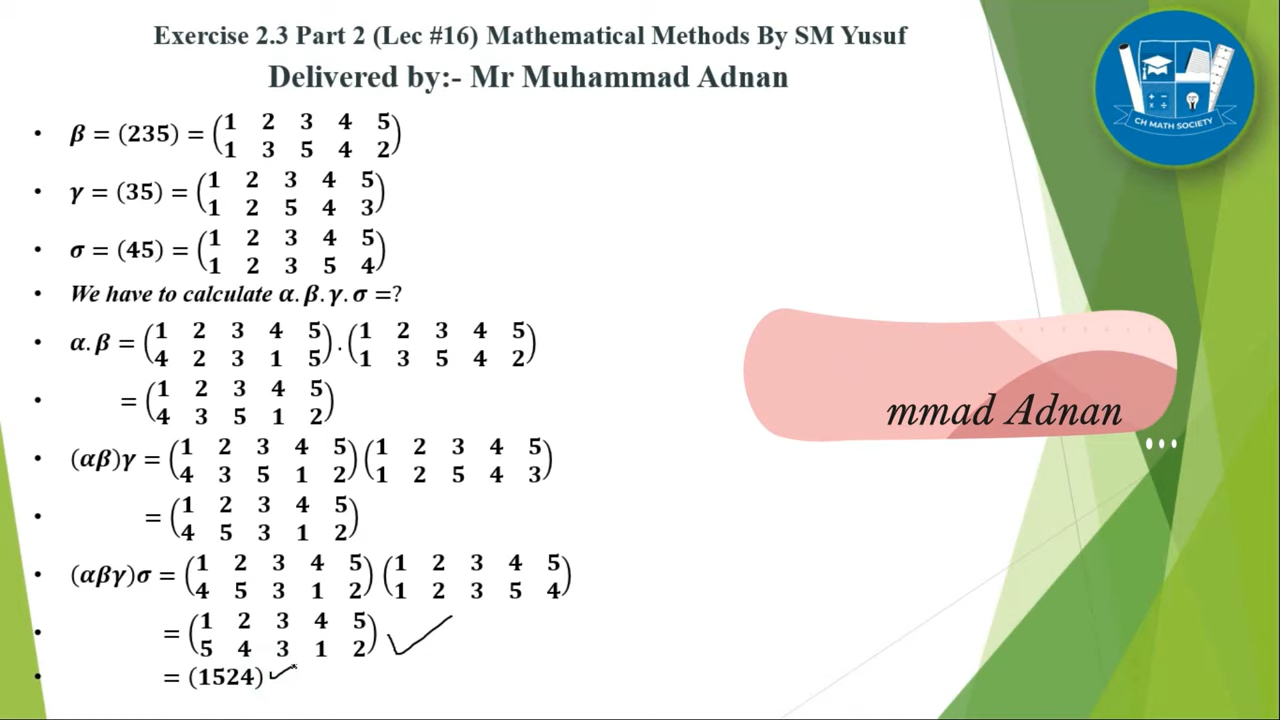 Exercise 2.3 Part 2 (Lec #16) Mathematical Methods By SM Yusuf
Delivered by:- Mr Muhammad Adnan
CH MATH SOCIETY
• β = (235) = (1 2 3 4 5
1 3 5 4 2)
• γ = (35) = (1 2 3 4 5
1 2 5 4 3)
• σ = (45) = (1 2 3 4 5
1 2 3 5 4)
• We have to calculate α.β.γ.σ =?
• α.β = (1 2 3 4 5
4 2 3 1 5).(1 2 3 4 5
1 3 5 4 2)
• = (1 2 3 4 5
4 3 5 1 2)
• (αβ)γ = (1 2 3 4 5
4 3 5 1 2)(1 2 3 4 5
1 2 5 4 3)
• = (1 2 3 4 5
4 5 3 1 2)
• (αβγ)σ = (1 2 3 4 5
4 5 3 1 2)(1 2 3 4 5
1 2 3 5 4)
• = (1 2 3 4 5
5 4 3 1 2)
• = (1524)
mmad Adnan